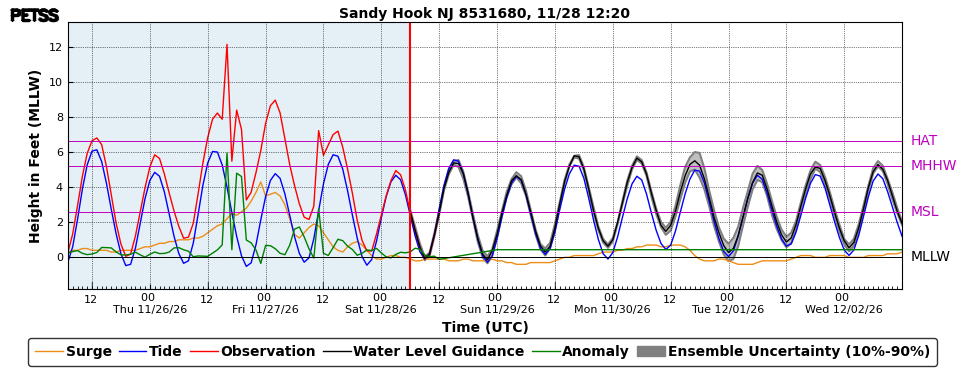 PETSS
Sandy Hook NJ 8531680, 11/28 12:20
Height in Feet (MLLW)
12
10
8
6
4
2
0
HAT
MHHW
MSL
MLLW
12 00 12 00 12 00 12 00 12 00 12 00 12 00
Thu 11/26/26 Fri 11/27/26 Sat 11/28/26 Sun 11/29/26 Mon 11/30/26 Tue 12/01/26 Wed 12/02/26
Time (UTC)
Surge Tide Observation Water Level Guidance Anomaly Ensemble Uncertainty (10%-90%)